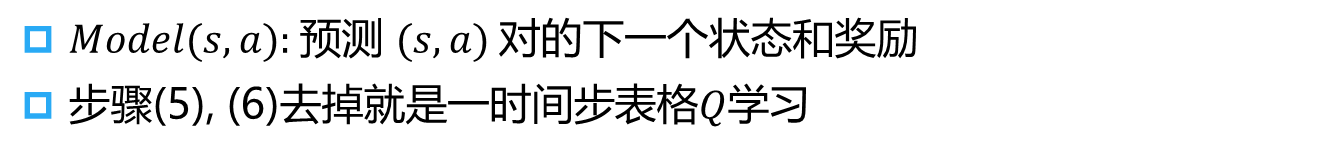 Model(s, a): 预测 (s, a) 对的下一个状态和奖励
步骤(5), (6)去掉就是一时间步表格Q学习